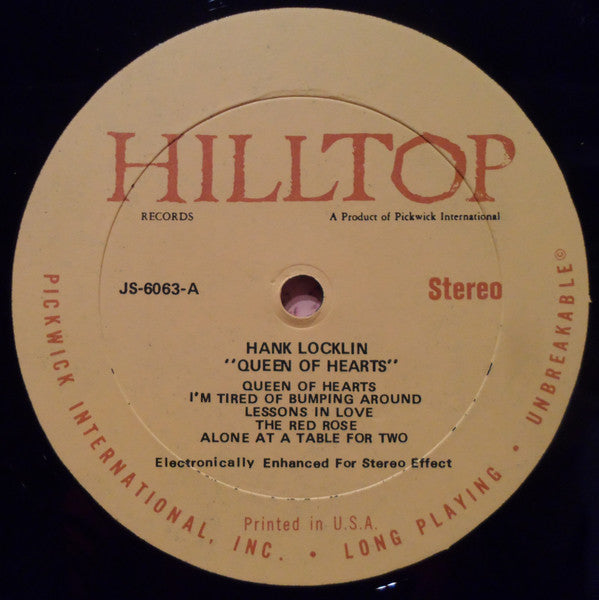 HILLTOP
RECORDS
A Product of Pickwick International
JS-6063-A
Stereo
HANK LOCKLIN
"QUEEN OF HEARTS"
QUEEN OF HEARTS
I'M TIRED OF BUMPING AROUND
LESSONS IN LOVE
THE RED ROSE
ALONE AT A TABLE FOR TWO
Electronically Enhanced For Stereo Effect
Printed in U.S.A.
PICKWICK INTERNATIONAL, INC. • LONG PLAYING • UNBREAKABLE©